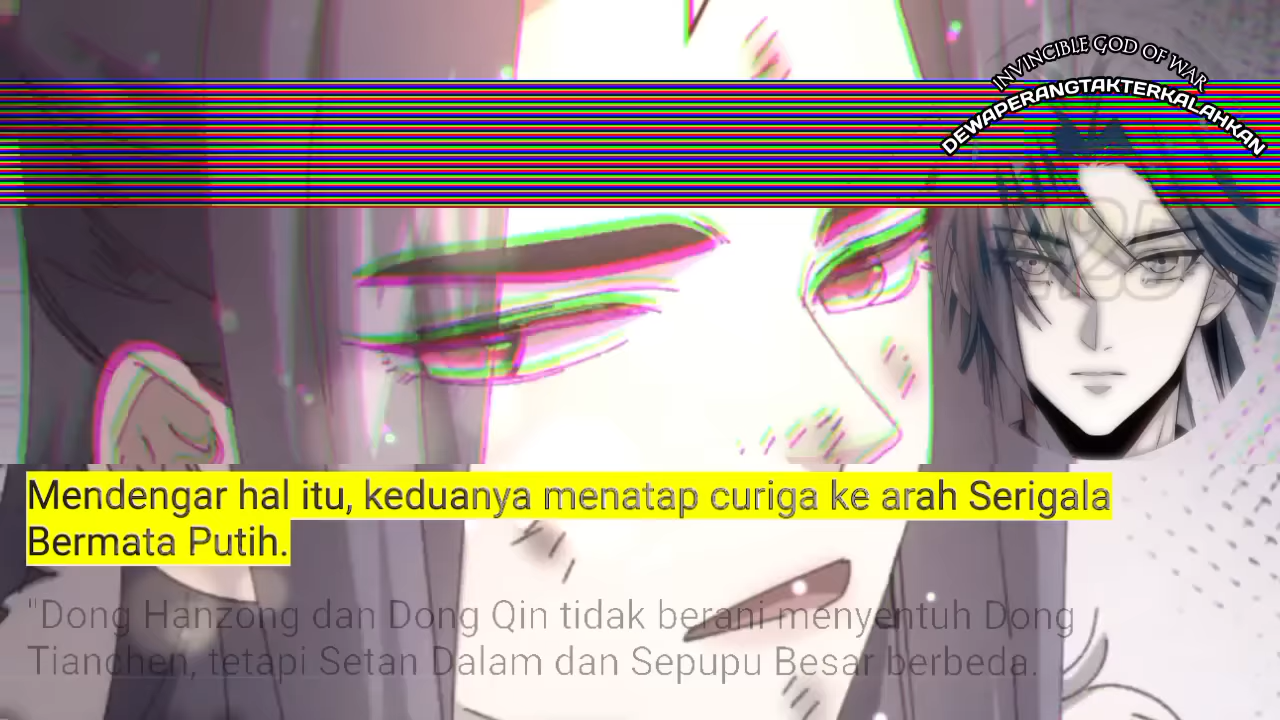 INVINCIBLE GOD OF WAR
DEWAPERANGTAKTERKALAHKAN
Mendengar hal itu, keduanya menatap curiga ke arah Serigala
Bermata Putih.
"Dong Hanzong dan Dong Qin tidak berani menyentuh Dong
Tianchen, tetapi Setan Dalam dan Sepupu Besar berbeda.